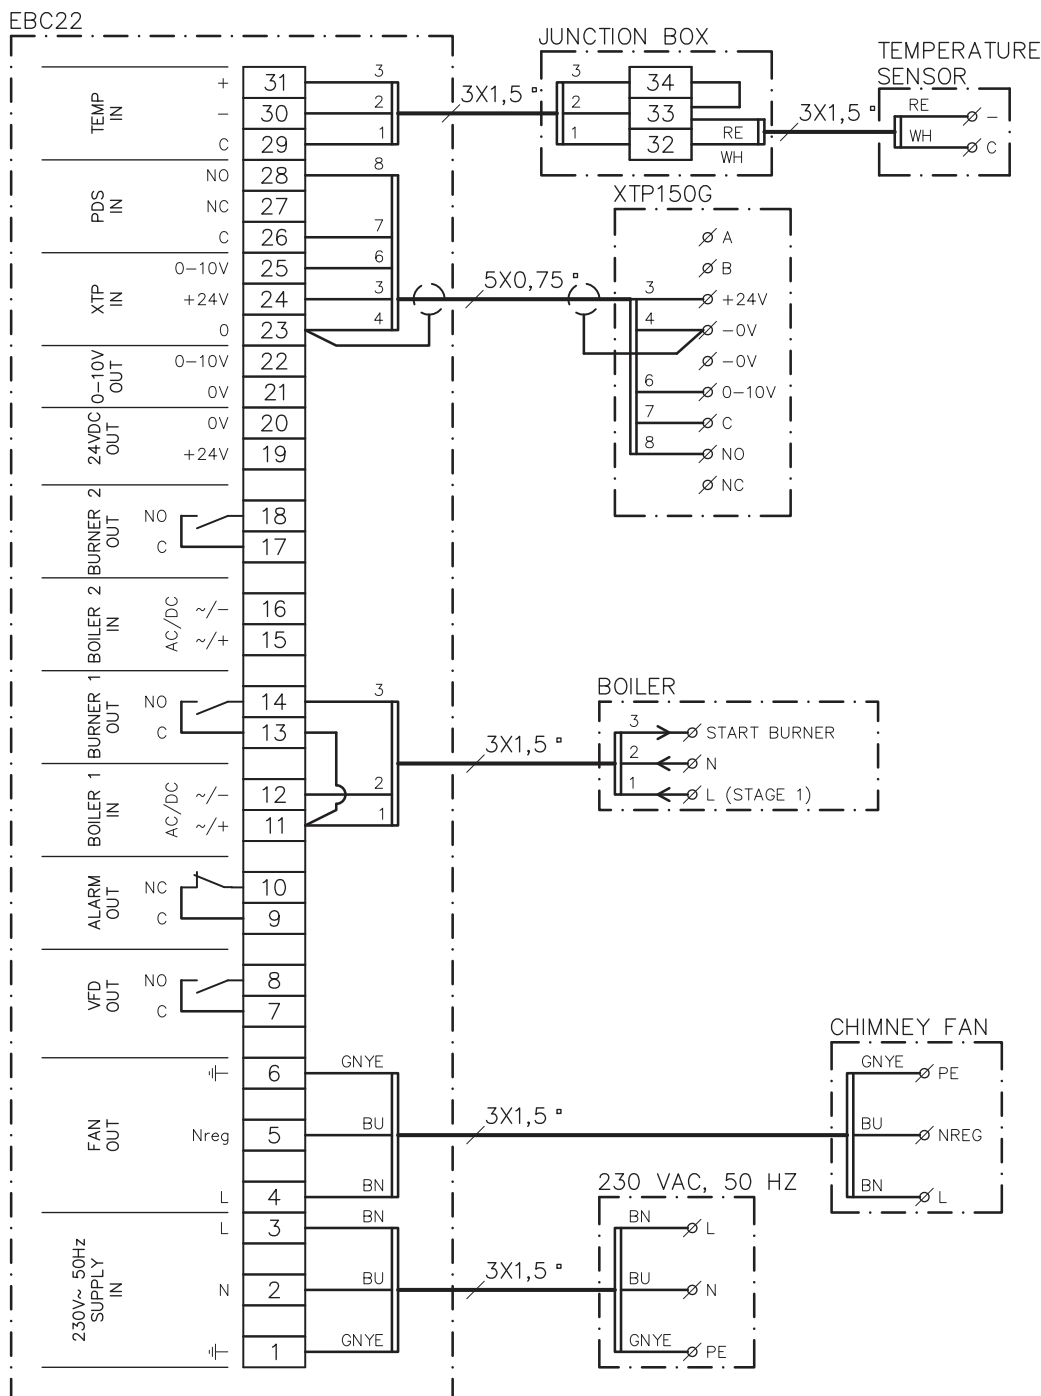 EBC22
TEMP IN
+ 31 3
- 30 2
C 29 1
3X1,5 ▫
JUNCTION BOX
3 34
2 33
1 32
RE
WH
3X1,5 ▫
TEMPERATURE
SENSOR
RE -
WH C
PDS IN
NO 28 8
NC 27
C 26 7
XTP IN
0-10V 25 6
+24V 24 3
0 23 4
5X0,75 ▫
XTP150G
A
B
3 +24V
4 -0V
-0V
6 0-10V
7 C
8 NO
NC
0-10V OUT
0-10V 22
0V 21
24VDC OUT
0V 20
+24V 19
BURNER 2 OUT
NO 18
C 17
BOILER 2 IN
AC/DC
~/- 16
~/+ 15
BURNER 1 OUT
NO 14 3
C 13
BOILER 1 IN
AC/DC
~/- 12 2
~/+ 11 1
3X1,5 ▫
BOILER
3 START BURNER
2 N
1 L (STAGE 1)
ALARM OUT
NC 10
C 9
VFD OUT
NO 8
C 7
FAN OUT
6 GNYE
Nreg 5 BU
L 4 BN
3X1,5 ▫
CHIMNEY FAN
GNYE PE
BU NREG
BN L
230V~ 50Hz
SUPPLY
IN
L 3 BN
N 2 BU
1 GNYE
3X1,5 ▫
230 VAC, 50 HZ
BN L
BU N
GNYE PE